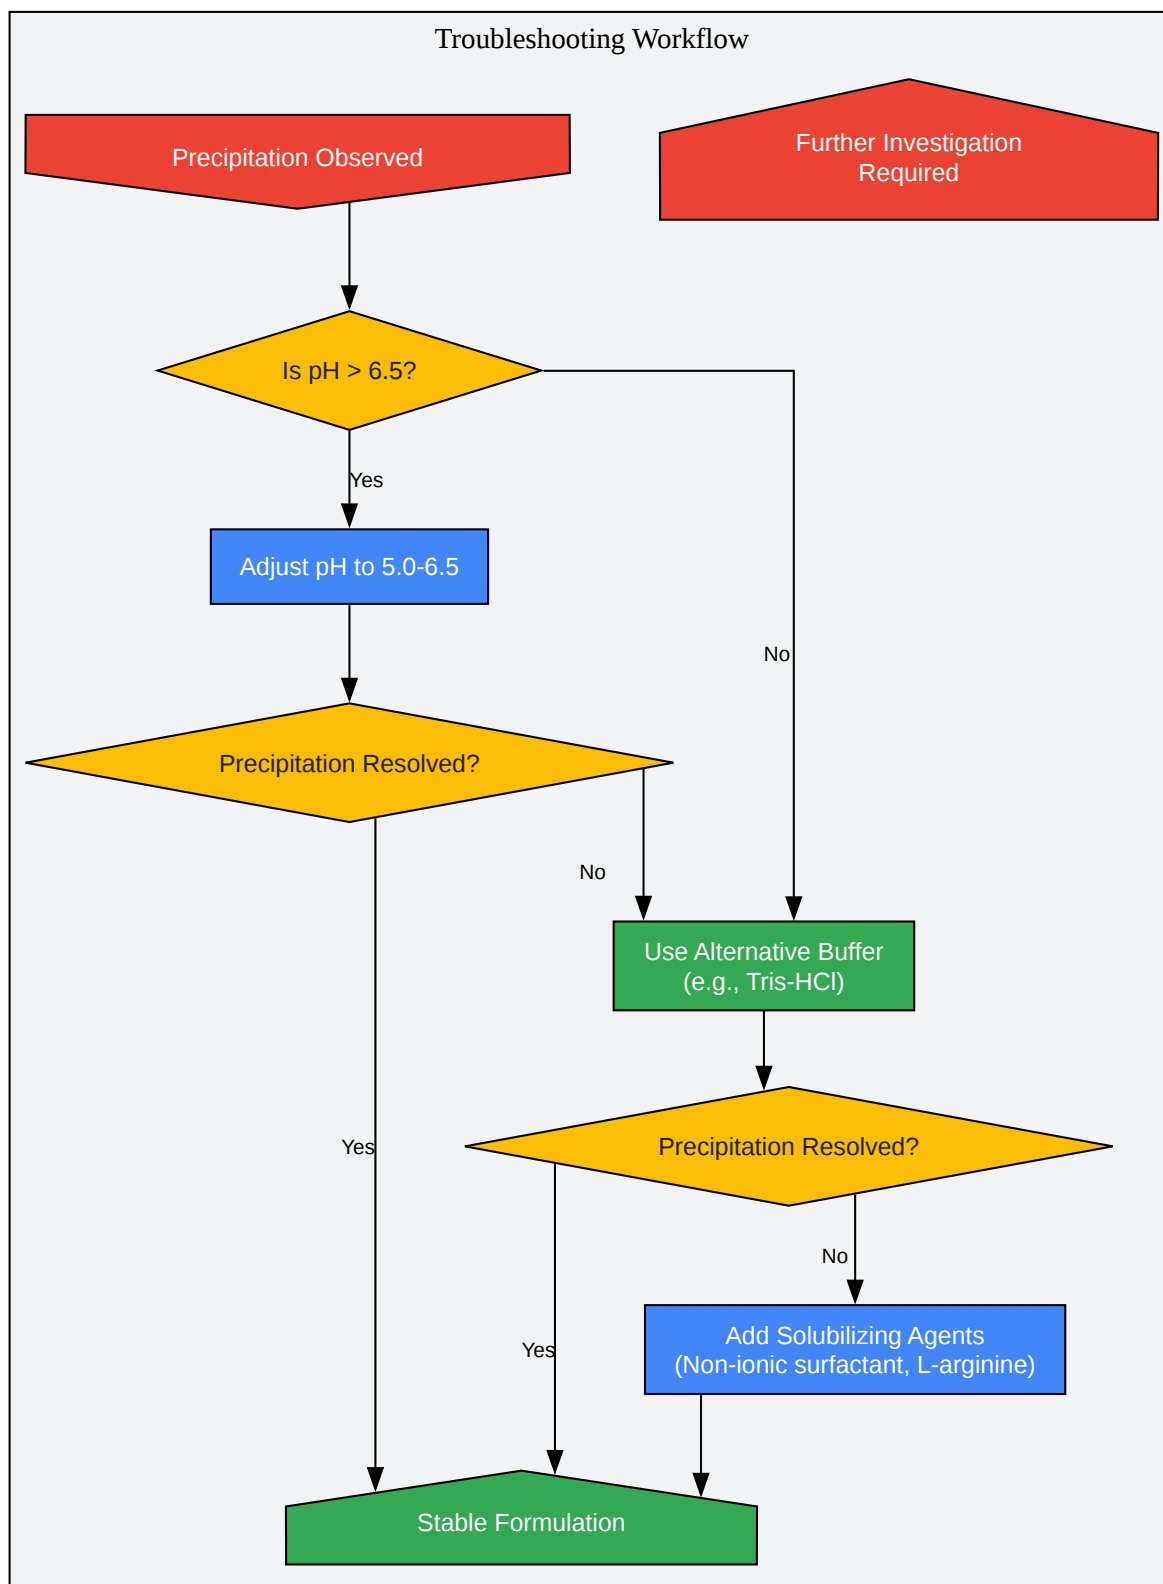 Troubleshooting Workflow
Precipitation Observed
Further Investigation
Required
Is pH > 6.5?
Yes
Adjust pH to 5.0-6.5
No
Precipitation Resolved?
No
Use Alternative Buffer
(e.g., Tris-HCl)
Yes
Precipitation Resolved?
No
Add Solubilizing Agents
(Non-ionic surfactant, L-arginine)
Yes
Stable Formulation